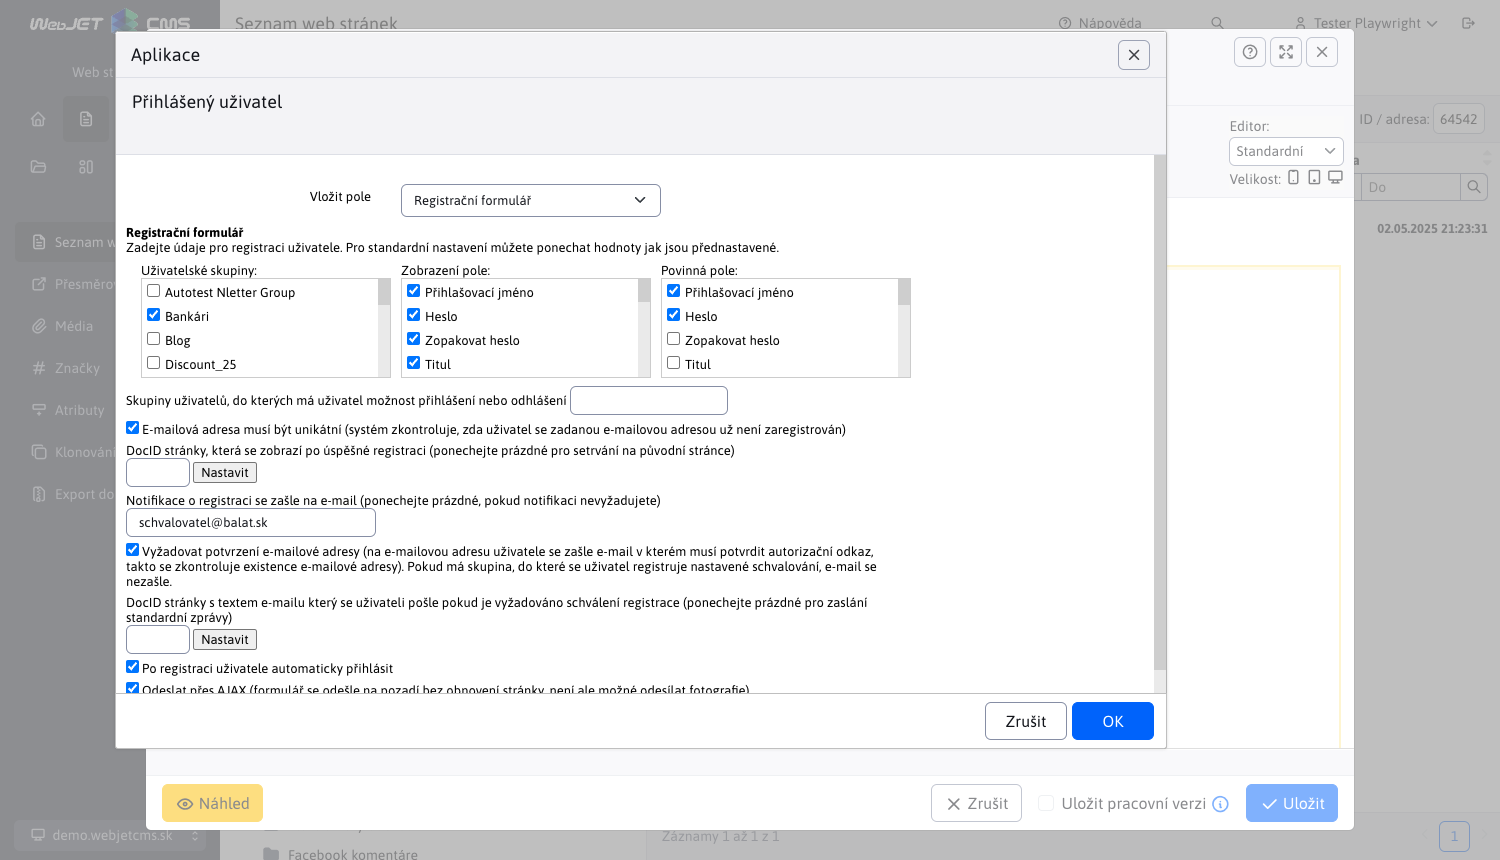 WebJET CMS
Seznam web stránek
Nápověda
Tester Playwright
Aplikace
Přihlášený uživatel
Web st
ID / adresa:
64542
Editor:
Standardní
Velikost:
a
Do
02.05.2025 21:23:31
Vložit pole
Registrační formulář
Registrační formulář
Zadejte údaje pro registraci uživatele. Pro standardní nastavení můžete ponechat hodnoty jak jsou přednastavené.
Uživatelské skupiny:
Zobrazení pole:
Povinná pole:
Autotest Nletter Group
Přihlašovací jméno
Přihlašovací jméno
Bankári
Heslo
Heslo
Blog
Zopakovat heslo
Zopakovat heslo
Discount_25
Titul
Titul
Skupiny uživatelů, do kterých má uživatel možnost přihlášení nebo odhlášení
E-mailová adresa musí být unikátní (systém zkontroluje, zda uživatel se zadanou e-mailovou adresou už není zaregistrován)
DocID stránky, která se zobrazí po úspěšné registraci (ponechejte prázdné pro setrvání na původní stránce)
Nastavit
Notifikace o registraci se zašle na e-mail (ponechejte prázdné, pokud notifikaci nevyžadujete)
schvalovatel@balat.sk
Vyžadovat potvrzení e-mailové adresy (na e-mailovou adresu uživatele se zašle e-mail v kterém musí potvrdit autorizační odkaz,
takto se zkontroluje existence e-mailové adresy). Pokud má skupina, do které se uživatel registruje nastavené schvalování, e-mail se
nezašle.
DocID stránky s textem e-mailu který se uživateli pošle pokud je vyžadováno schválení registrace (ponechejte prázdné pro zaslání
standardní zprávy)
Nastavit
Po registraci uživatele automaticky přihlásit
Odeslat přes AJAX (formulář se odešle na pozadí bez obnovení stránky, není ale možné odesílat fotografie)
Zrušit
OK
Seznam w
Přesměro
Média
Značky
Atributy
Klonování
Export do
Náhled
Zrušit
Uložit pracovní verzi
Uložit
demo.webjetcms.sk
Záznamy 1 až 1 z 1
1
Facebook komentáre